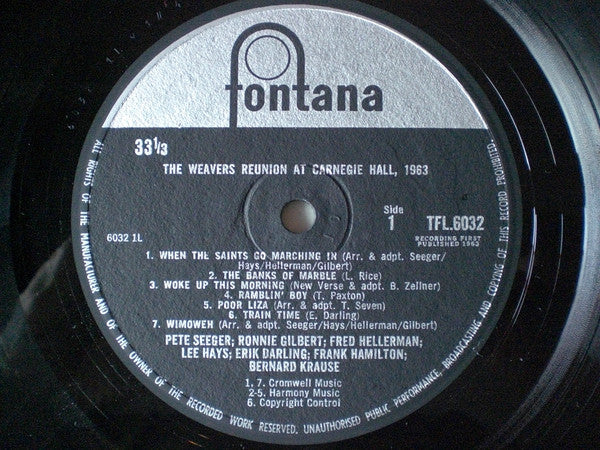 fontana
33 1/3
THE WEAVERS REUNION AT CARNEGIE HALL, 1963
Side
1
TFL.6032
6032 1L
RECORDING FIRST
PUBLISHED 1963
1. WHEN THE SAINTS GO MARCHING IN (Arr. & adpt. Seeger/
Hays/Hellerman/Gilbert)
2. THE BANKS OF MARBLE (L. Rice)
3. WOKE UP THIS MORNING (New Verse & adpt. B. Zellner)
4. RAMBLIN' BOY (T. Paxton)
5. POOR LIZA (Arr. & adpt. T. Seven)
6. TRAIN TIME (E. Darling)
7. WIMOWEH (Arr. & adpt. Seeger/Hays/Hellerman/Gilbert)
PETE SEEGER; RONNIE GILBERT; FRED HELLERMAN;
LEE HAYS; ERIK DARLING; FRANK HAMILTON;
BERNARD KRAUSE
1, 7. Cromwell Music
2-5. Harmony Music
6. Copyright Control
ALL RIGHTS OF THE MANUFACTURER AND OF THE OWNER OF THE RECORDED WORK RESERVED. UNAUTHORISED PUBLIC PERFORMANCE, BROADCASTING AND COPYING OF THIS RECORD PROHIBITED.